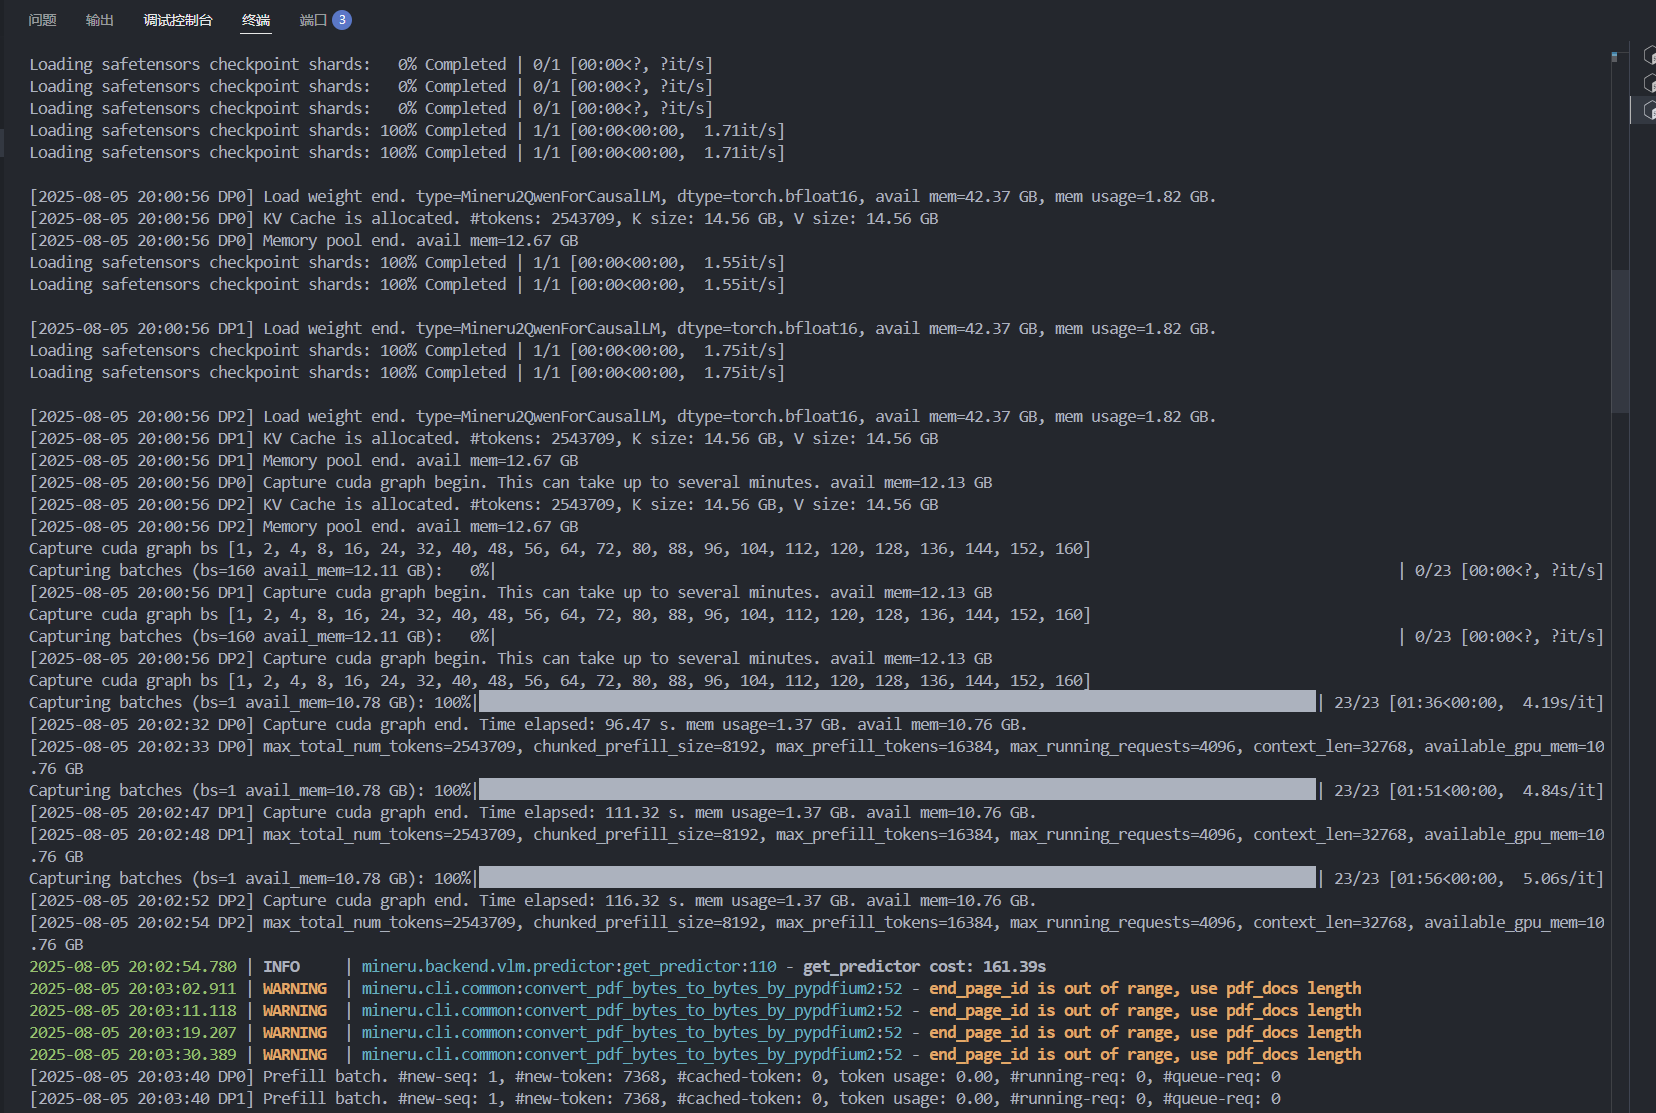 问题 输出 调试控制台 终端 端口 3
Loading safetensors checkpoint shards:   0% Completed | 0/1 [00:00<?, ?it/s]
Loading safetensors checkpoint shards:   0% Completed | 0/1 [00:00<?, ?it/s]
Loading safetensors checkpoint shards:   0% Completed | 0/1 [00:00<?, ?it/s]
Loading safetensors checkpoint shards: 100% Completed | 1/1 [00:00<00:00,  1.71it/s]
Loading safetensors checkpoint shards: 100% Completed | 1/1 [00:00<00:00,  1.71it/s]
[2025-08-05 20:00:56 DP0] Load weight end. type=Mineru2QwenForCausalLM, dtype=torch.bfloat16, avail mem=42.37 GB, mem usage=1.82 GB.
[2025-08-05 20:00:56 DP0] KV Cache is allocated. #tokens: 2543709, K size: 14.56 GB, V size: 14.56 GB
[2025-08-05 20:00:56 DP0] Memory pool end. avail mem=12.67 GB
Loading safetensors checkpoint shards: 100% Completed | 1/1 [00:00<00:00,  1.55it/s]
Loading safetensors checkpoint shards: 100% Completed | 1/1 [00:00<00:00,  1.55it/s]
[2025-08-05 20:00:56 DP1] Load weight end. type=Mineru2QwenForCausalLM, dtype=torch.bfloat16, avail mem=42.37 GB, mem usage=1.82 GB.
Loading safetensors checkpoint shards: 100% Completed | 1/1 [00:00<00:00,  1.75it/s]
Loading safetensors checkpoint shards: 100% Completed | 1/1 [00:00<00:00,  1.75it/s]
[2025-08-05 20:00:56 DP2] Load weight end. type=Mineru2QwenForCausalLM, dtype=torch.bfloat16, avail mem=42.37 GB, mem usage=1.82 GB.
[2025-08-05 20:00:56 DP1] KV Cache is allocated. #tokens: 2543709, K size: 14.56 GB, V size: 14.56 GB
[2025-08-05 20:00:56 DP1] Memory pool end. avail mem=12.67 GB
[2025-08-05 20:00:56 DP0] Capture cuda graph begin. This can take up to several minutes. avail mem=12.13 GB
[2025-08-05 20:00:56 DP2] KV Cache is allocated. #tokens: 2543709, K size: 14.56 GB, V size: 14.56 GB
[2025-08-05 20:00:56 DP2] Memory pool end. avail mem=12.67 GB
Capture cuda graph bs [1, 2, 4, 8, 16, 24, 32, 40, 48, 56, 64, 72, 80, 88, 96, 104, 112, 120, 128, 136, 144, 152, 160]
Capturing batches (bs=160 avail_mem=12.11 GB):   0%| | 0/23 [00:00<?, ?it/s]
[2025-08-05 20:00:56 DP1] Capture cuda graph begin. This can take up to several minutes. avail mem=12.13 GB
Capture cuda graph bs [1, 2, 4, 8, 16, 24, 32, 40, 48, 56, 64, 72, 80, 88, 96, 104, 112, 120, 128, 136, 144, 152, 160]
Capturing batches (bs=160 avail_mem=12.11 GB):   0%| | 0/23 [00:00<?, ?it/s]
[2025-08-05 20:00:56 DP2] Capture cuda graph begin. This can take up to several minutes. avail mem=12.13 GB
Capture cuda graph bs [1, 2, 4, 8, 16, 24, 32, 40, 48, 56, 64, 72, 80, 88, 96, 104, 112, 120, 128, 136, 144, 152, 160]
Capturing batches (bs=1 avail_mem=10.78 GB): 100%| | 23/23 [01:36<00:00,  4.19s/it]
[2025-08-05 20:02:32 DP0] Capture cuda graph end. Time elapsed: 96.47 s. mem usage=1.37 GB. avail mem=10.76 GB.
[2025-08-05 20:02:33 DP0] max_total_num_tokens=2543709, chunked_prefill_size=8192, max_prefill_tokens=16384, max_running_requests=4096, context_len=32768, available_gpu_mem=10
.76 GB
Capturing batches (bs=1 avail_mem=10.78 GB): 100%| | 23/23 [01:51<00:00,  4.84s/it]
[2025-08-05 20:02:47 DP1] Capture cuda graph end. Time elapsed: 111.32 s. mem usage=1.37 GB. avail mem=10.76 GB.
[2025-08-05 20:02:48 DP1] max_total_num_tokens=2543709, chunked_prefill_size=8192, max_prefill_tokens=16384, max_running_requests=4096, context_len=32768, available_gpu_mem=10
.76 GB
Capturing batches (bs=1 avail_mem=10.78 GB): 100%| | 23/23 [01:56<00:00,  5.06s/it]
[2025-08-05 20:02:52 DP2] Capture cuda graph end. Time elapsed: 116.32 s. mem usage=1.37 GB. avail mem=10.76 GB.
[2025-08-05 20:02:54 DP2] max_total_num_tokens=2543709, chunked_prefill_size=8192, max_prefill_tokens=16384, max_running_requests=4096, context_len=32768, available_gpu_mem=10
.76 GB
2025-08-05 20:02:54.780 | INFO     | mineru.backend.vlm.predictor:get_predictor:110 - get_predictor cost: 161.39s
2025-08-05 20:03:02.911 | WARNING  | mineru.cli.common:convert_pdf_bytes_to_bytes_by_pypdfium2:52 - end_page_id is out of range, use pdf_docs length
2025-08-05 20:03:11.118 | WARNING  | mineru.cli.common:convert_pdf_bytes_to_bytes_by_pypdfium2:52 - end_page_id is out of range, use pdf_docs length
2025-08-05 20:03:19.207 | WARNING  | mineru.cli.common:convert_pdf_bytes_to_bytes_by_pypdfium2:52 - end_page_id is out of range, use pdf_docs length
2025-08-05 20:03:30.389 | WARNING  | mineru.cli.common:convert_pdf_bytes_to_bytes_by_pypdfium2:52 - end_page_id is out of range, use pdf_docs length
[2025-08-05 20:03:40 DP0] Prefill batch. #new-seq: 1, #new-token: 7368, #cached-token: 0, token usage: 0.00, #running-req: 0, #queue-req: 0
[2025-08-05 20:03:40 DP1] Prefill batch. #new-seq: 1, #new-token: 7368, #cached-token: 0, token usage: 0.00, #running-req: 0, #queue-req: 0